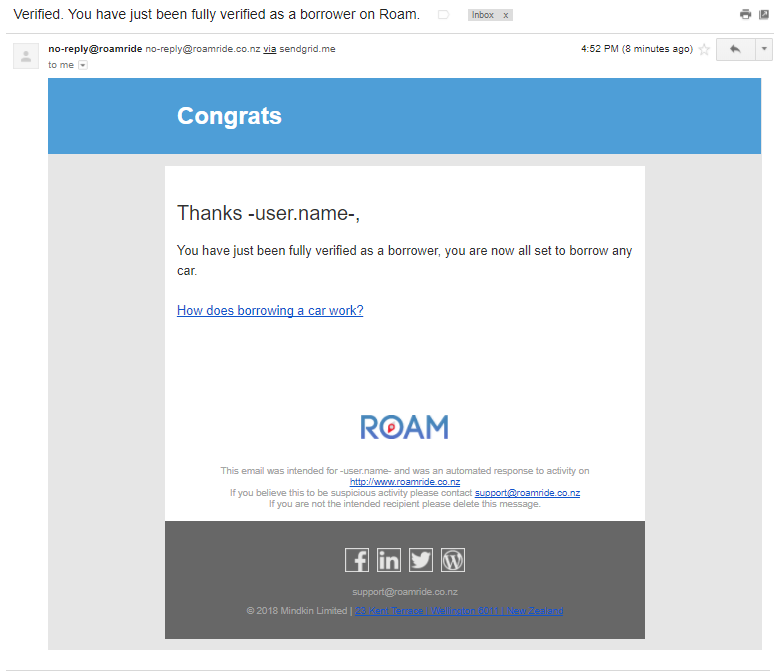 Verified. You have just been fully verified as a borrower on Roam.
Inbox x
no-reply@roamride no-reply@roamride.co.nz via sendgrid.me
4:52 PM (8 minutes ago)
to me
Congrats
Thanks -user.name-,
You have just been fully verified as a borrower, you are now all set to borrow any
car.
How does borrowing a car work?
ROAM
This email was intended for -user.name- and was an automated response to activity on
http://www.roamride.co.nz
If you believe this to be suspicious activity please contact support@roamride.co.nz
If you are not the intended recipient please delete this message.
support@roamride.co.nz
© 2018 Mindkin Limited | 23 Kent Terrace | Wellington 6011 | New Zealand